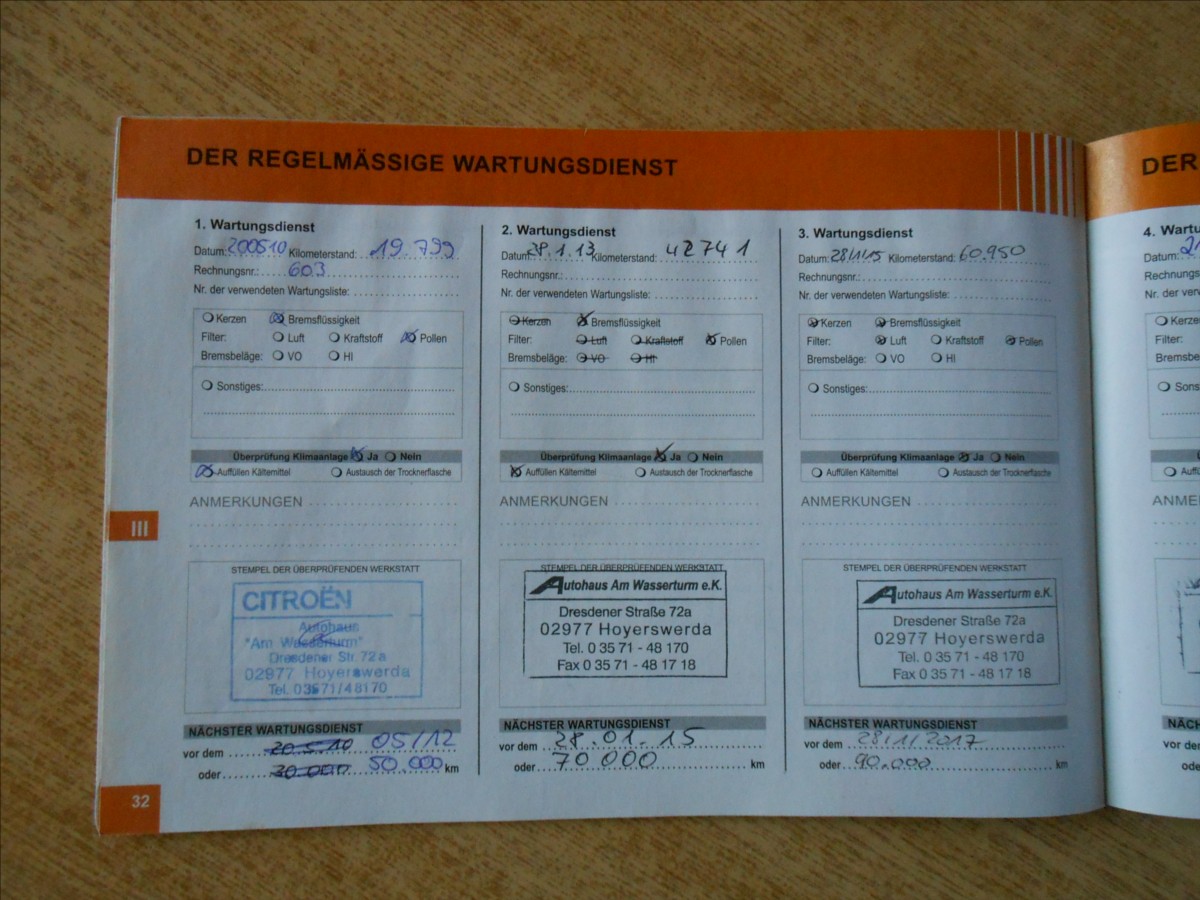 DER REGELMÄSSIGE WARTUNGSDIENST
1. Wartungsdienst
Datum: 200510 Kilometerstand: 19.799
Rechnungsnr.: 603
Nr. der verwendeten Wartungsliste:
Kerzen Bremsflüssigkeit
Filter: Luft Kraftstoff Pollen
Bremsbeläge: VO HI
Sonstiges:
Überprüfung Klimaanlage Ja Nein
Auffüllen Kältemittel Austausch der Trocknerflasche
ANMERKUNGEN
STEMPEL DER ÜBERPRÜFENDEN WERKSTATT
CITROËN
Autohaus
"Am Wasserturm"
Dresdener Str. 72a
02977 Hoyerswerda
Tel. 03571/48170
NÄCHSTER WARTUNGSDIENST
vor dem 20.5.10 05/12
oder 30.000 50.000 km
2. Wartungsdienst
Datum: 28.1.13 Kilometerstand: 42741
Rechnungsnr.:
Nr. der verwendeten Wartungsliste:
Kerzen Bremsflüssigkeit
Filter: Luft Kraftstoff Pollen
Bremsbeläge: VO HI
Sonstiges:
Überprüfung Klimaanlage Ja Nein
Auffüllen Kältemittel Austausch der Trocknerflasche
ANMERKUNGEN
STEMPEL DER ÜBERPRÜFENDEN WERKSTATT
Autohaus Am Wasserturm e.K.
Dresdener Straße 72a
02977 Hoyerswerda
Tel. 0 35 71 - 48 170
Fax 0 35 71 - 48 17 18
NÄCHSTER WARTUNGSDIENST
vor dem 28.01.15
oder 70000 km
3. Wartungsdienst
Datum: 28/1/15 Kilometerstand: 60.950
Rechnungsnr.:
Nr. der verwendeten Wartungsliste:
Kerzen Bremsflüssigkeit
Filter: Luft Kraftstoff Pollen
Bremsbeläge: VO HI
Sonstiges:
Überprüfung Klimaanlage Ja Nein
Auffüllen Kältemittel Austausch der Trocknerflasche
ANMERKUNGEN
STEMPEL DER ÜBERPRÜFENDEN WERKSTATT
Autohaus Am Wasserturm e.K.
Dresdener Straße 72a
02977 Hoyerswerda
Tel. 0 35 71 - 48 170
Fax 0 35 71 - 48 17 18
NÄCHSTER WARTUNGSDIENST
vor dem 28/1/2017
oder 90.000 km
III
32
DER
4. Wartu
Datum: 2
Rechnungs
Nr. der ver
Kerzen
Filter:
Bremsbe
Sons
Auffül
ANME
NÄCH
vor dem
ode